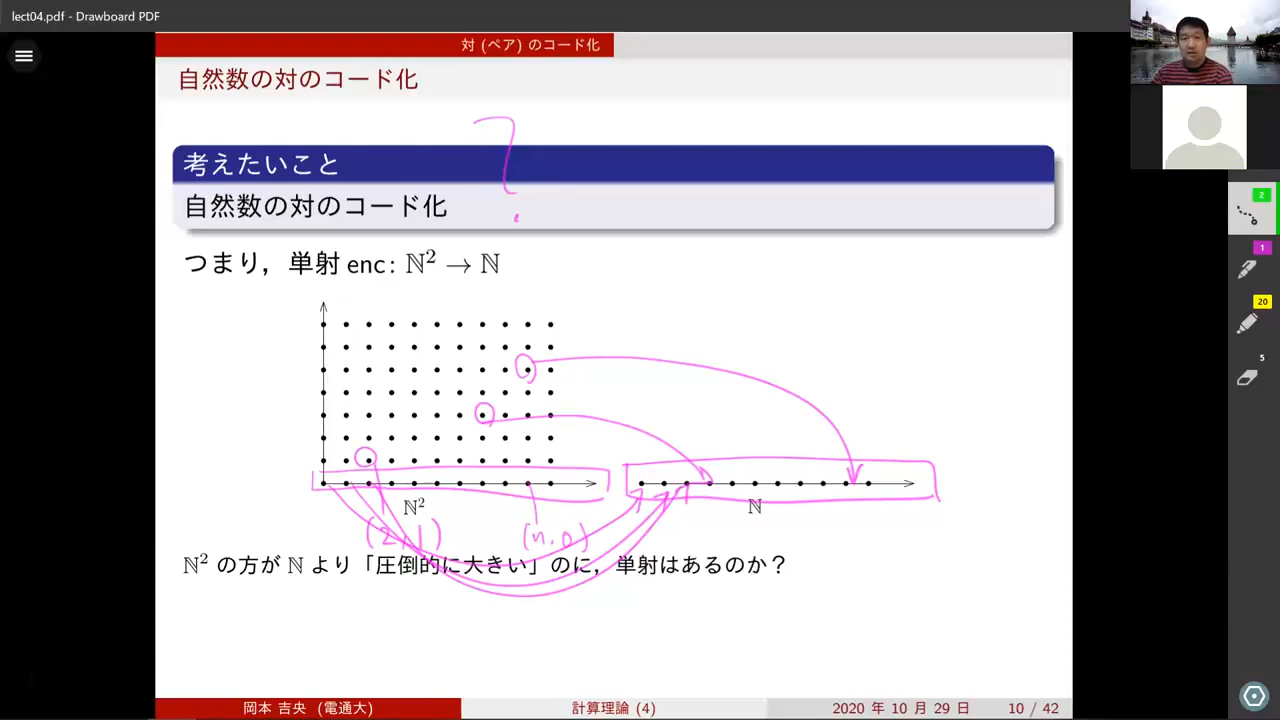 lect04.pdf - Drawboard PDF
対 (ペア) のコード化
自然数の対のコード化
考えたいこと
自然数の対のコード化
つまり，単射 enc: ℕ² → ℕ
ℕ²
ℕ
(2,1)
(n,0)
ℕ² の方が ℕ より「圧倒的に大きい」のに，単射はあるのか？
岡本 吉央 (電通大)
計算理論 (4)
2020 年 10 月 29 日
10 / 42
2
1
20
5